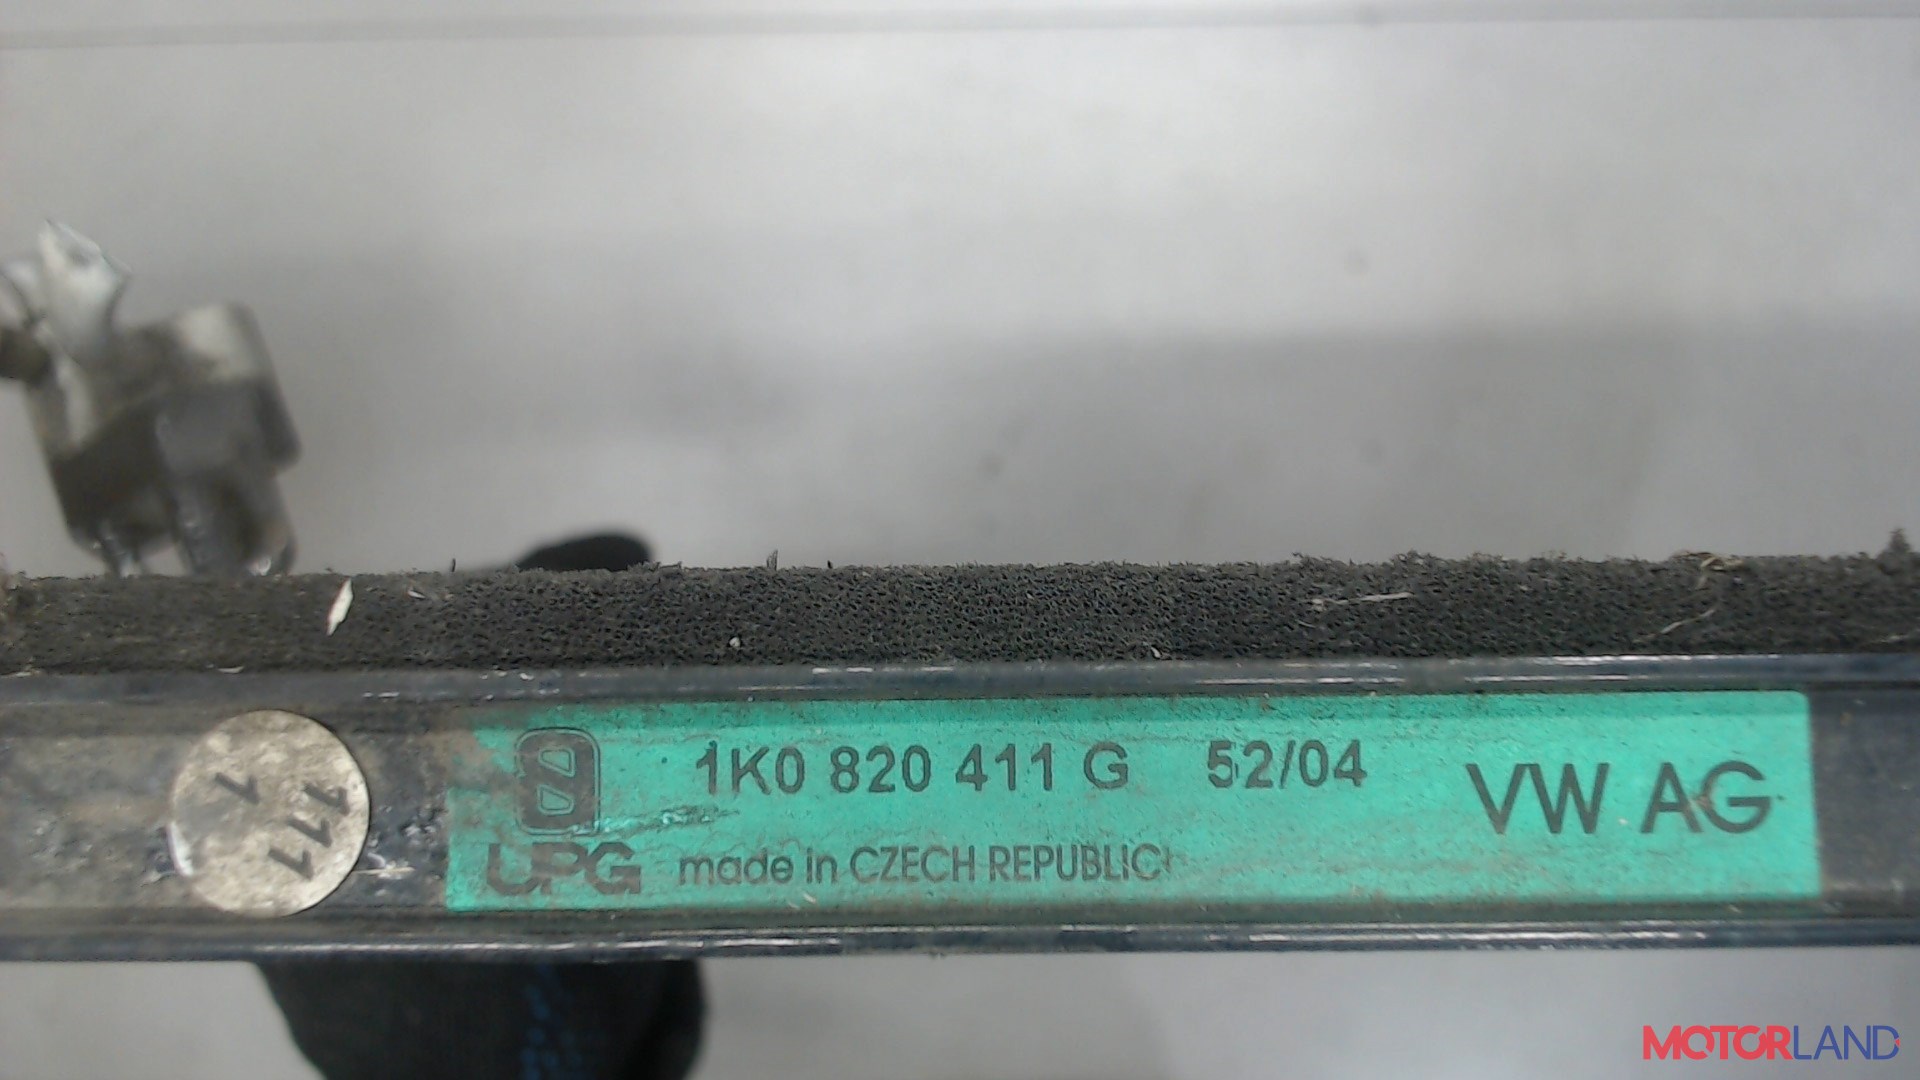 1K0 820 411 G 52/04
VW AG
UPG made in CZECH REPUBLIC
111
1
MOTORLAND